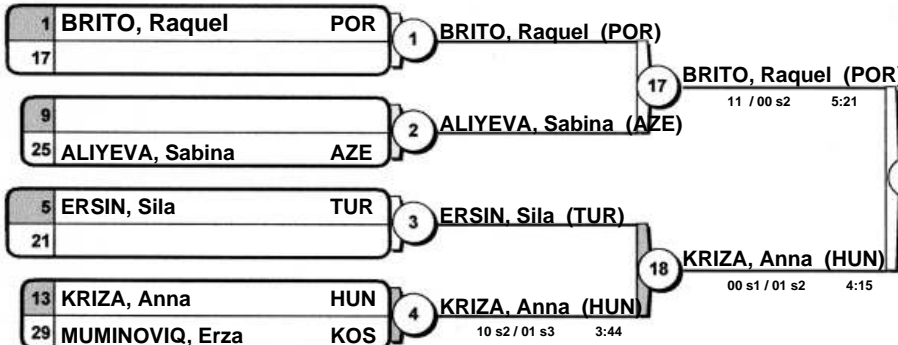 1 BRITO, Raquel POR
17
1 BRITO, Raquel (POR)
9
25 ALIYEVA, Sabina AZE
2 ALIYEVA, Sabina (AZE)
17 BRITO, Raquel (POR)
11 / 00 s2 5:21
5 ERSIN, Sila TUR
21
3 ERSIN, Sila (TUR)
13 KRIZA, Anna HUN
29 MUMINOVIQ, Erza KOS
4 KRIZA, Anna (HUN)
10 s2 / 01 s3 3:44
18 KRIZA, Anna (HUN)
00 s1 / 01 s2 4:15